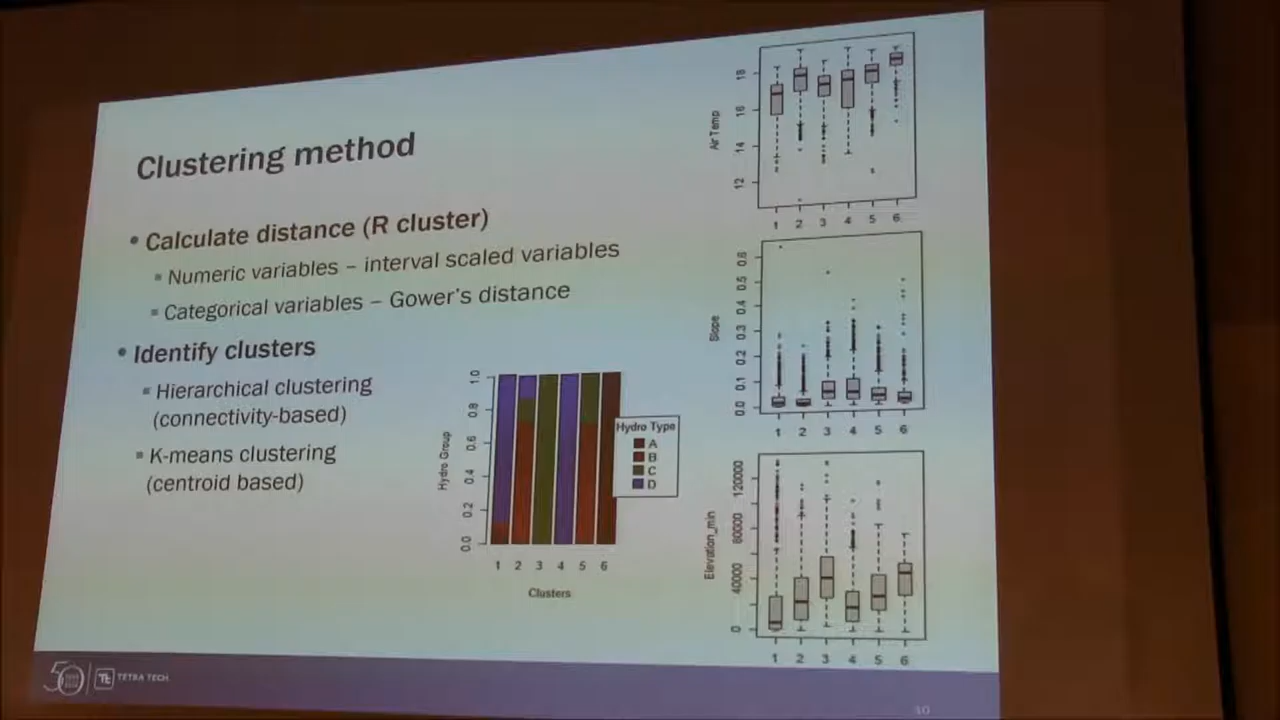 Clustering method
• Calculate distance (R cluster)
▪ Numeric variables – interval scaled variables
▪ Categorical variables – Gower's distance
• Identify clusters
▪ Hierarchical clustering
(connectivity-based)
▪ K-means clustering
(centroid based)
Hydro Group
0.0 0.2 0.4 0.6 0.8 1.0
1 2 3 4 5 6
Clusters
Hydro Type
A
B
C
D
Air Temp
12 14 16 18
1 2 3 4 5 6
Slope
0.0 0.1 0.2 0.3 0.4 0.5 0.6
1 2 3 4 5 6
Elevation_min
0 40000 80000 120000
1 2 3 4 5 6
50
Tt TETRA TECH
10